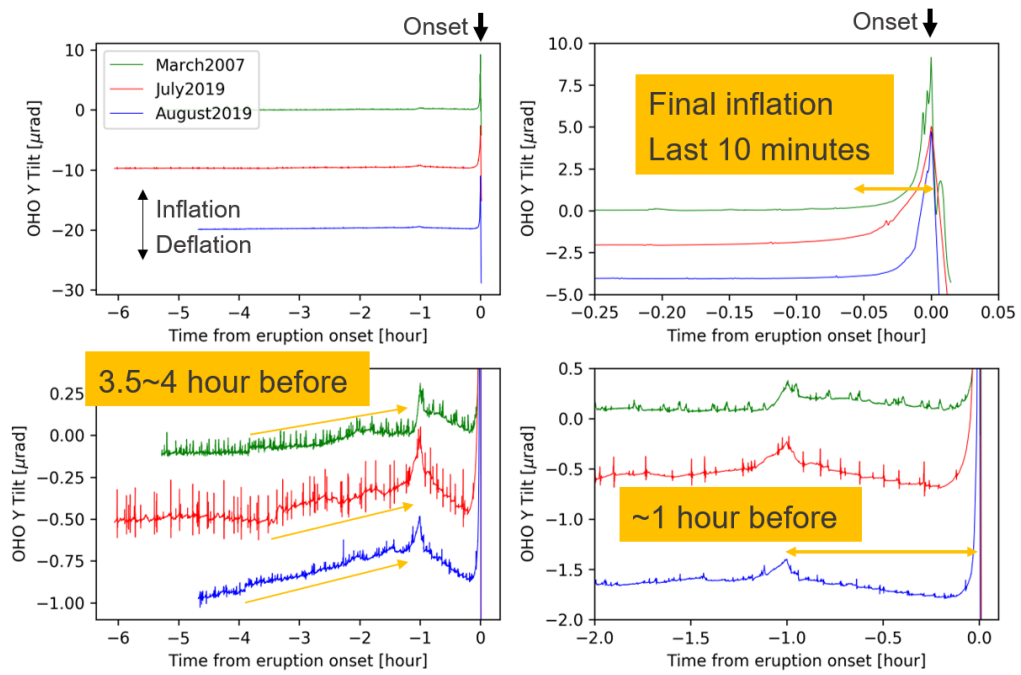 Onset
10
0
−10
−20
−30
OHO Y Tilt [μrad]
March2007
July2019
August2019
Inflation
Deflation
−6
−5
−4
−3
−2
−1
0
Time from eruption onset [hour]
Onset
10.0
7.5
5.0
2.5
0.0
−2.5
−5.0
OHO Y Tilt [μrad]
Final inflation
Last 10 minutes
−0.25
−0.20
−0.15
−0.10
−0.05
0.00
0.05
Time from eruption onset [hour]
3.5~4 hour before
0.25
0.00
−0.25
−0.50
−0.75
−1.00
OHO Y Tilt [μrad]
−6
−5
−4
−3
−2
−1
0
Time from eruption onset [hour]
0.5
0.0
−0.5
−1.0
−1.5
−2.0
OHO Y Tilt [μrad]
~1 hour before
−2.0
−1.5
−1.0
−0.5
0.0
Time from eruption onset [hour]